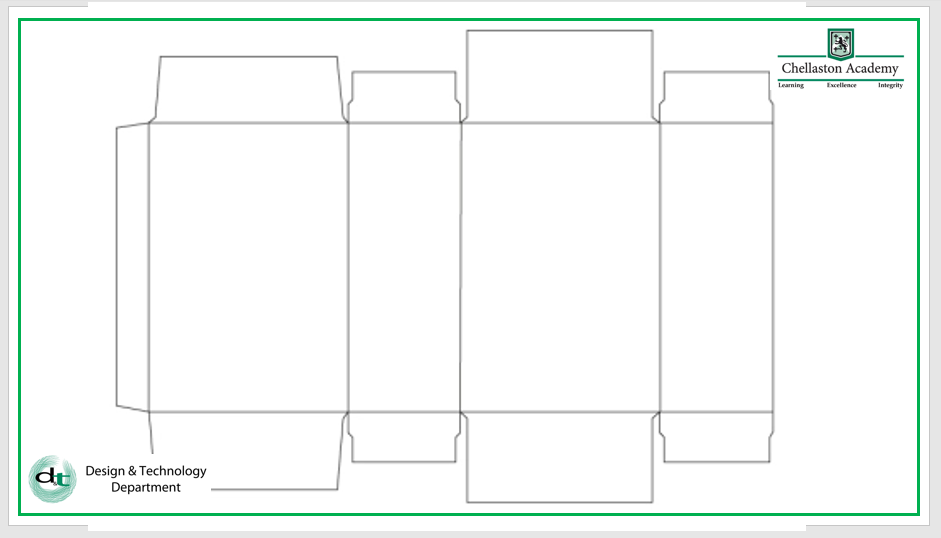 Chellaston Academy
Learning Excellence Integrity
d&t
Design & Technology
Department